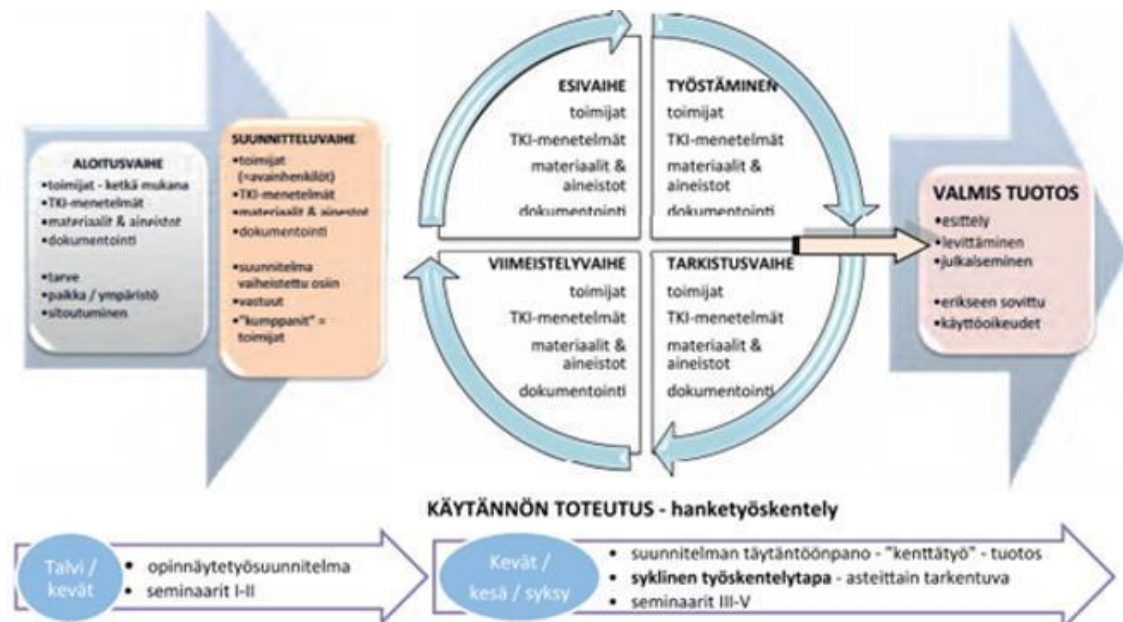 ALOITUSVAIHE
•toimijat - ketkä mukana
•TKI-menetelmät
•materiaalit & aineistot
•dokumentointi
•tarve
•paikka / ympäristö
•sitoutuminen
SUUNNITTELUVAIHE
•toimijat
(=avainhenkilöt)
•TKI-menetelmät
•materiaalit & aineistot
•dokumentointi
•suunnitelma
vaiheistettu osiin
•vastuut
•"kumppanit" =
toimijat
ESIVAIHE
toimijat
TKI-menetelmät
materiaalit &
aineistot
dokumentointi
TYÖSTÄMINEN
toimijat
TKI-menetelmät
materiaalit &
aineistot
dokumentointi
VIIMEISTELYVAIHE
toimijat
TKI-menetelmät
materiaalit &
aineistot
dokumentointi
TARKISTUSVAIHE
toimijat
TKI-menetelmät
materiaalit &
aineistot
dokumentointi
VALMIS TUOTOS
•esittely
•levittäminen
•julkaiseminen
•erikseen sovittu
•käyttöoikeudet
KÄYTÄNNÖN TOTEUTUS - hanketyöskentely
Talvi /
kevät
• opinnäytetyösuunnitelma
• seminaarit I-II
Kevät /
kesä / syksy
• suunnitelman täytäntöönpano - "kenttätyö" - tuotos
• syklinen työskentelytapa - asteittain tarkentuva
• seminaarit III-V